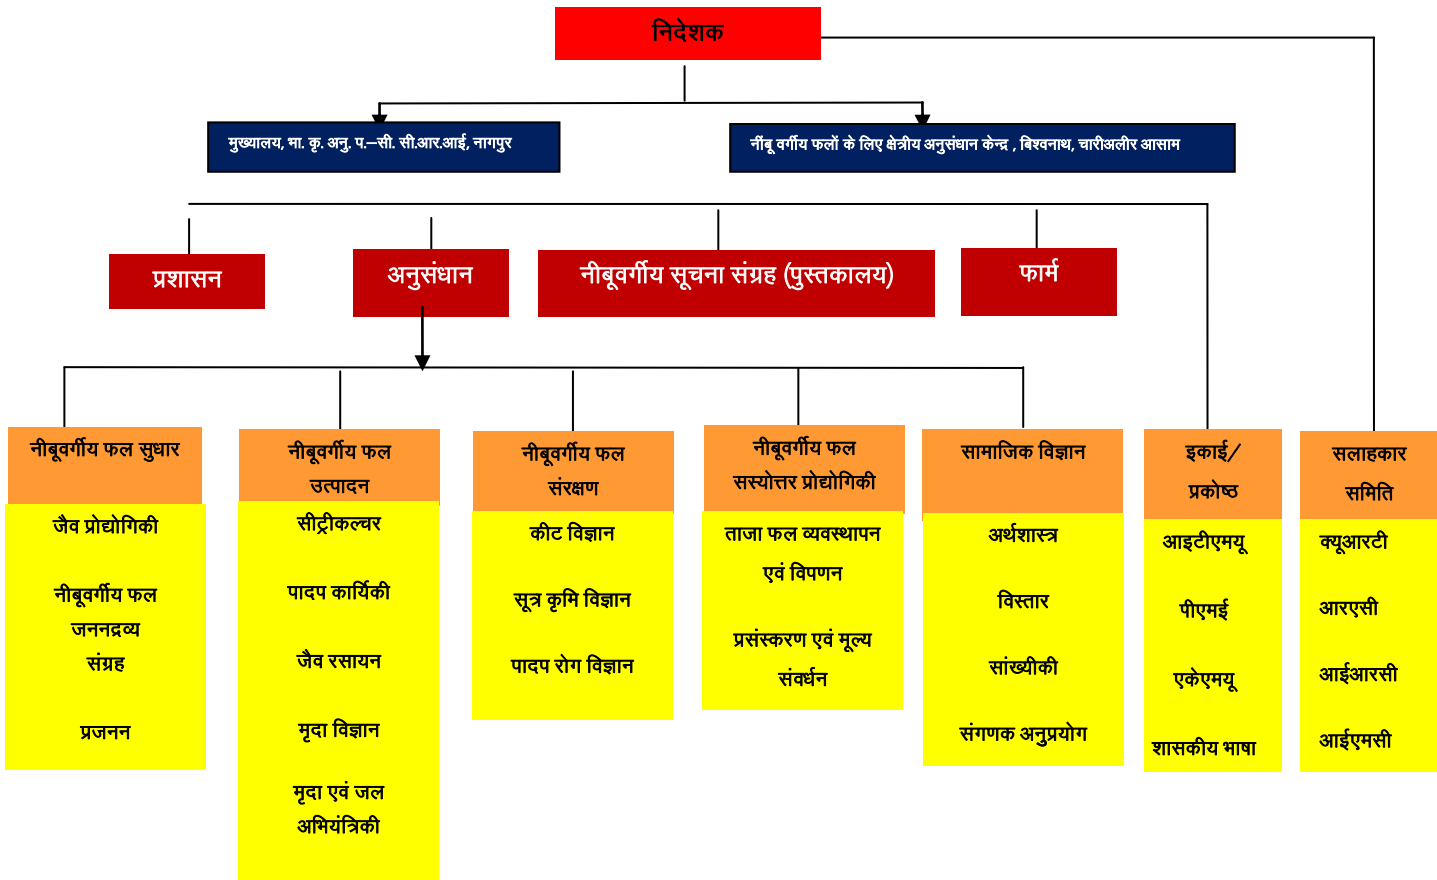 निदेशक
मुख्यालय, भा. कृ. अनु. प.–सी. सी.आर.आई, नागपुर
नींबू वर्गीय फलों के लिए क्षेत्रीय अनुसंधान केन्द्र , बिश्वनाथ, चारीअलीर आसाम
प्रशासन
अनुसंधान
नीबूवर्गीय सूचना संग्रह (पुस्तकालय)
फार्म
नीबूवर्गीय फल सुधार
जैव प्रोद्योगिकी
नीबूवर्गीय फल
जननद्रव्य
संग्रह
प्रजनन
नीबूवर्गीय फल
उत्पादन
सीट्रीकल्चर
पादप कार्यिकी
जैव रसायन
मृदा विज्ञान
मृदा एवं जल
अभियंत्रिकी
नीबूवर्गीय फल
संरक्षण
कीट विज्ञान
सूत्र कृमि विज्ञान
पादप रोग विज्ञान
नीबूवर्गीय फल
सस्योत्तर प्रोद्योगिकी
ताजा फल व्यवस्थापन
एवं विपणन
प्रसंस्करण एवं मूल्य
संवर्धन
सामाजिक विज्ञान
अर्थशास्त्र
विस्तार
सांख्यीकी
संगणक अनुप्रयोग
इकाई/
प्रकोष्ठ
आइटीएमयू
पीएमई
एकेएमयू
शासकीय भाषा
सलाहकार
समिति
क्यूआरटी
आरएसी
आईआरसी
आईएमसी